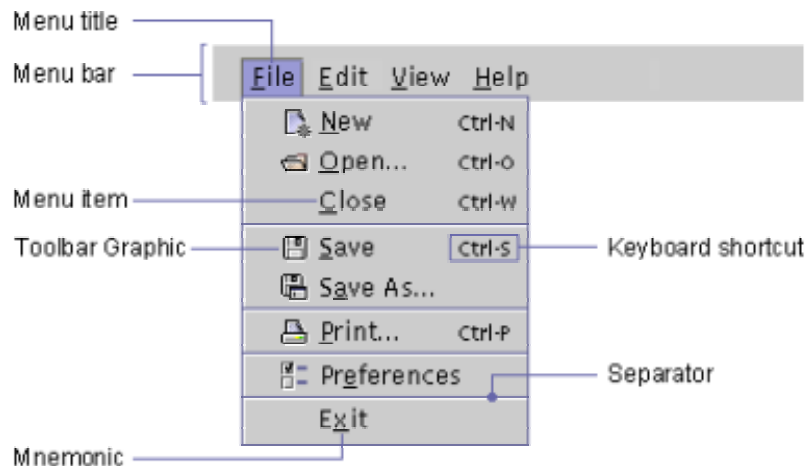 Menu title
Menu bar
File Edit View Help
New Ctrl-N
Open... Ctrl-O
Menu item
Close Ctrl-W
Toolbar Graphic
Save Ctrl-S
Keyboard shortcut
Save As...
Print... Ctrl-P
Preferences
Separator
Exit
Mnemonic